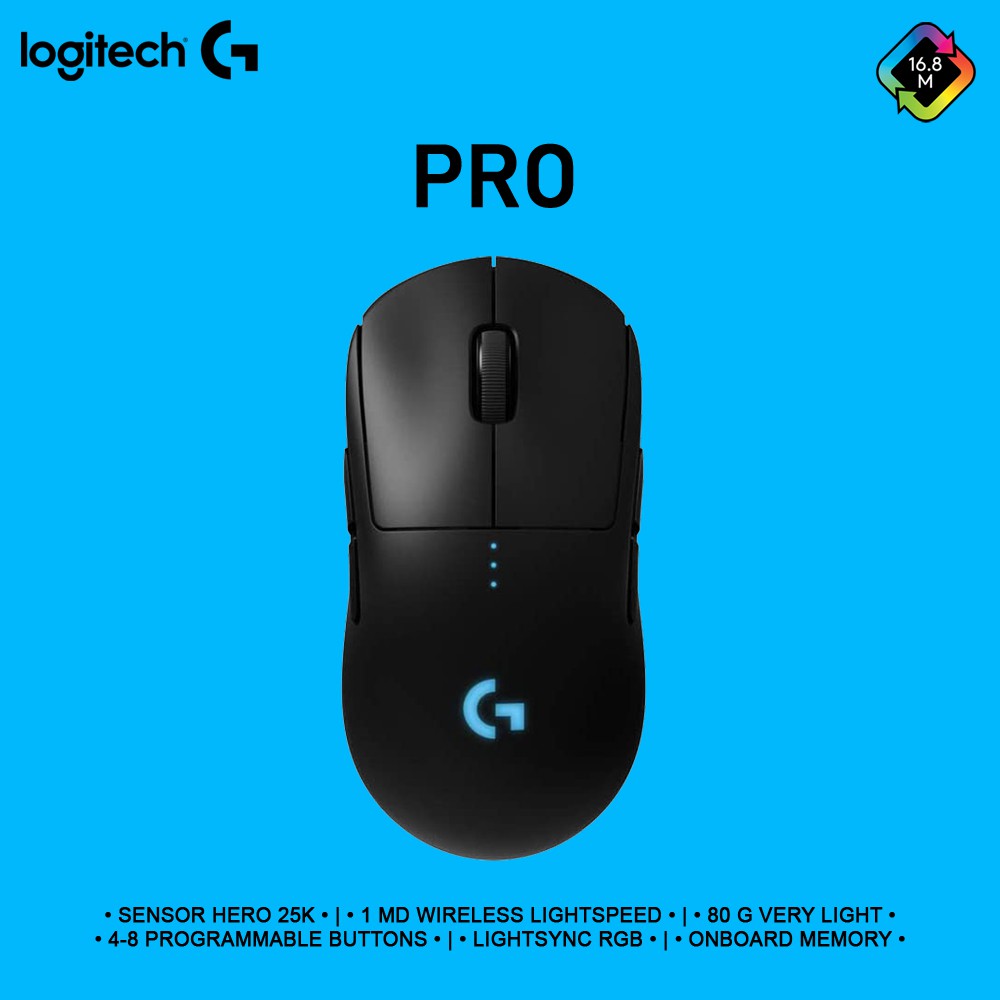 logitech G
16.8
M
PRO
G
• SENSOR HERO 25K • | • 1 MD WIRELESS LIGHTSPEED • | • 80 G VERY LIGHT •
• 4-8 PROGRAMMABLE BUTTONS • | • LIGHTSYNC RGB • | • ONBOARD MEMORY •